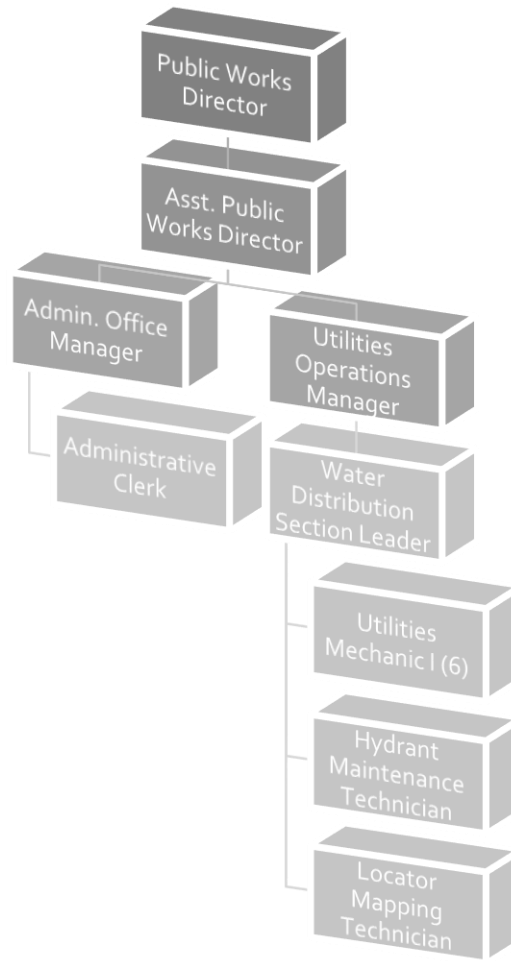 Public Works
Director
Asst. Public
Works Director
Admin. Office
Manager
Utilities
Operations
Manager
Administrative
Clerk
Water
Distribution
Section Leader
Utilities
Mechanic I (6)
Hydrant
Maintenance
Technician
Locator
Mapping
Technician